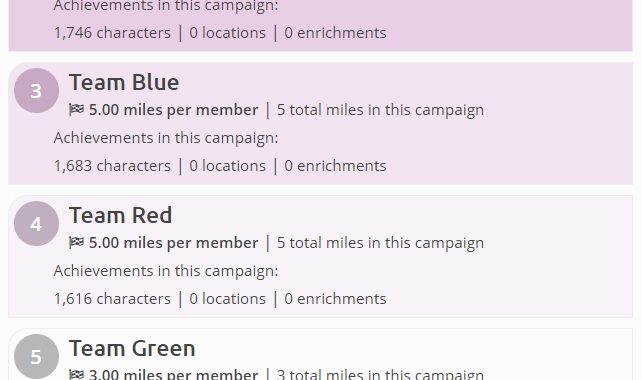 Achievements in this campaign:
1,746 characters | 0 locations | 0 enrichments
3
Team Blue
5.00 miles per member | 5 total miles in this campaign
Achievements in this campaign:
1,683 characters | 0 locations | 0 enrichments
4
Team Red
5.00 miles per member | 5 total miles in this campaign
Achievements in this campaign:
1,616 characters | 0 locations | 0 enrichments
5
Team Green
3.00 miles per member | 3 total miles in this campaign